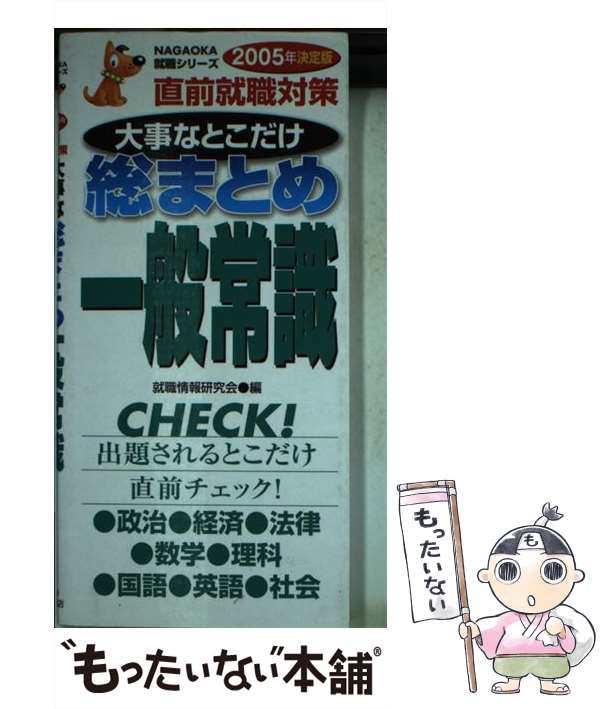 NAGAOKA
就職シリーズ
2005年決定版
直前就職対策
大事なとこだけ
総まとめ
一般常識
就職情報研究会●編
CHECK!
出題されるとこだけ
直前チェック!
●政治●経済●法律
●数学●理科
●国語●英語●社会
もったいない
"もったいない"本舗®